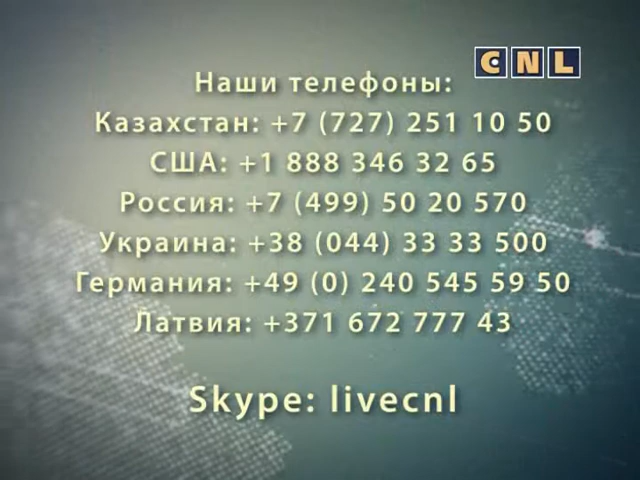 CNL
Наши телефоны:
Казахстан: +7 (727) 251 10 50
США: +1 888 346 32 65
Россия: +7 (499) 50 20 570
Украина: +38 (044) 33 33 500
Германия: +49 (0) 240 545 59 50
Латвия: +371 672 777 43
Skype: livecnl